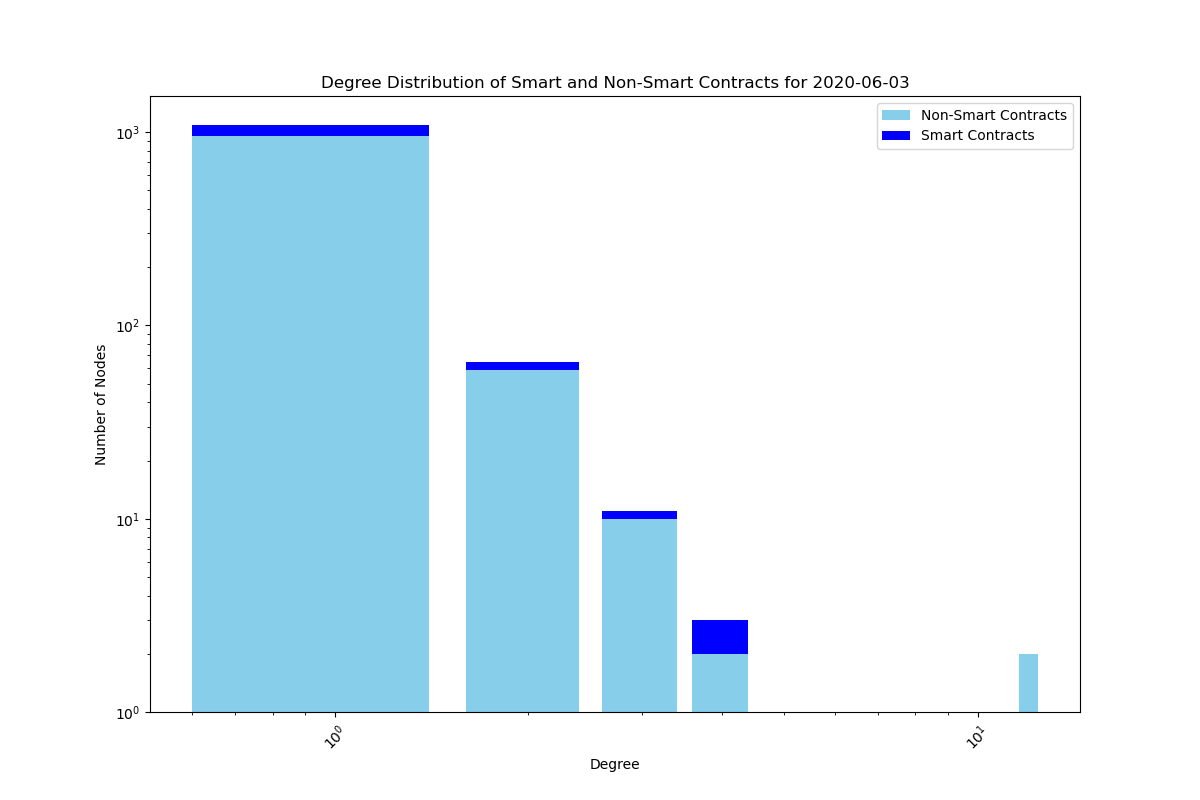 Degree Distribution of Smart and Non-Smart Contracts for 2020-06-03
Non-Smart Contracts
Smart Contracts
Number of Nodes
10³
10²
10¹
10⁰
10⁰
10¹
Degree